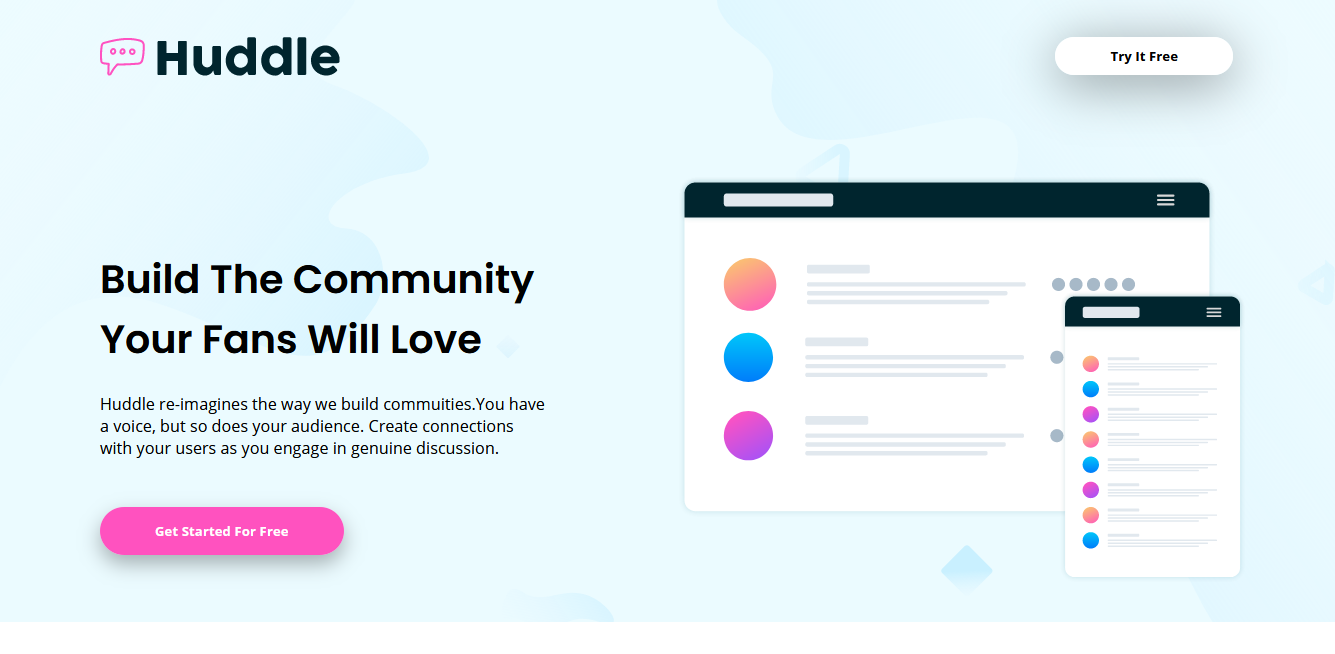 Huddle
Try It Free
Build The Community
Your Fans Will Love
Huddle re-imagines the way we build commuities.You have
a voice, but so does your audience. Create connections
with your users as you engage in genuine discussion.
Get Started For Free